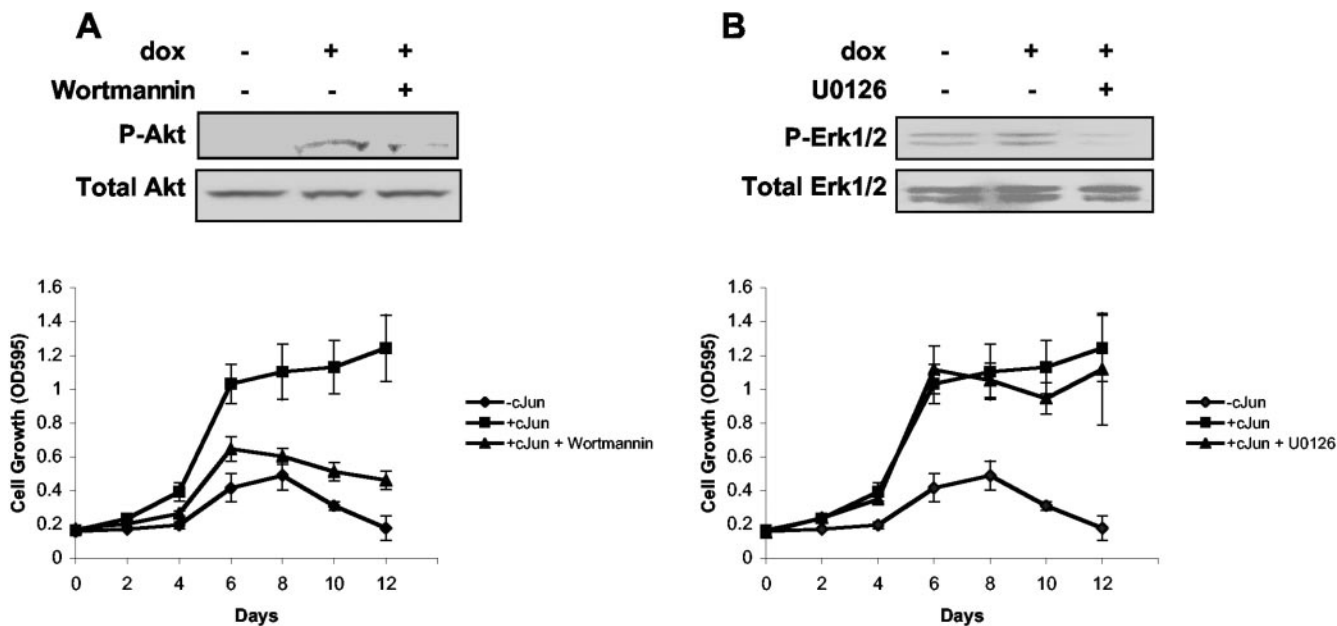 A
dox - + +
Wortmannin - - +
P-Akt
Total Akt
1.6
1.4
1.2
1
0.8
0.6
0.4
0.2
0
Cell Growth (OD595)
0 2 4 6 8 10 12
Days
-cJun
+cJun
+cJun + Wortmannin
B
dox - + +
U0126 - - +
P-Erk1/2
Total Erk1/2
1.6
1.4
1.2
1
0.8
0.6
0.4
0.2
0
Cell Growth (OD595)
0 2 4 6 8 10 12
Days
-cJun
+cJun
+cJun + U0126